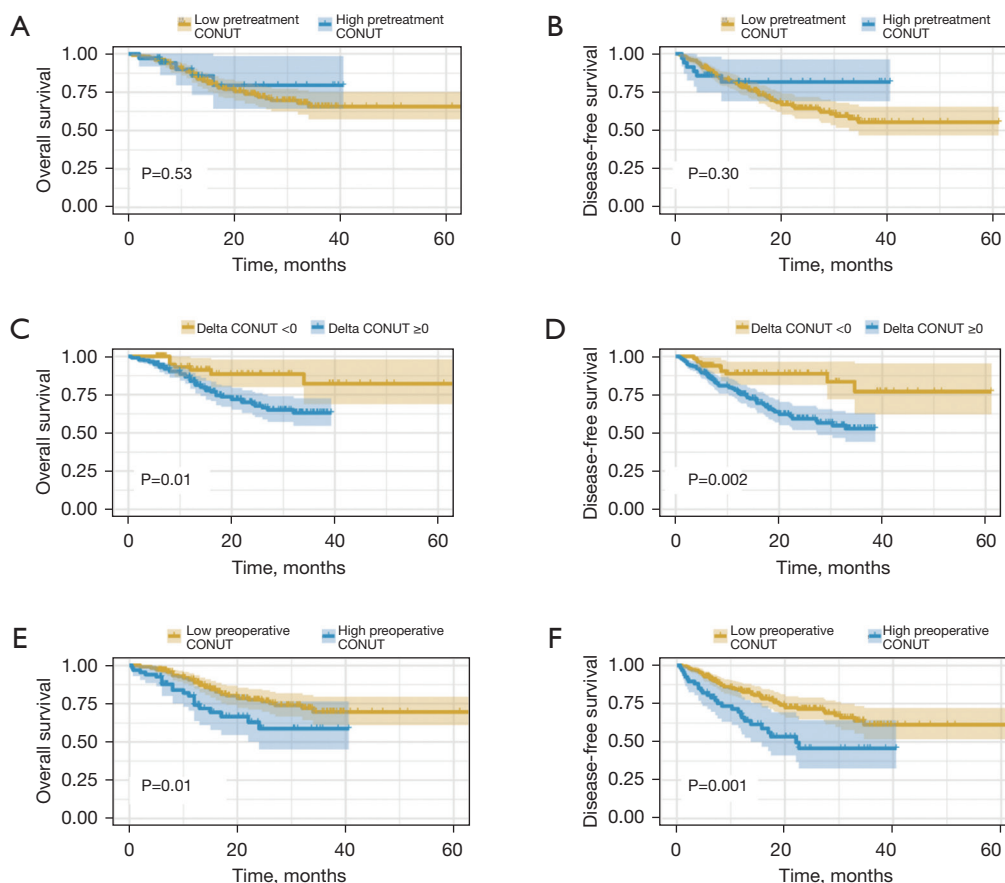 A
Low pretreatment
CONUT
High pretreatment
CONUT
Overall survival
1.00
0.75
0.50
0.25
0.00
P=0.53
0 20 40 60
Time, months
B
Low pretreatment
CONUT
High pretreatment
CONUT
Disease-free survival
1.00
0.75
0.50
0.25
0.00
P=0.30
0 20 40 60
Time, months
C
Delta CONUT <0 Delta CONUT ≥0
Overall survival
1.00
0.75
0.50
0.25
0.00
P=0.01
0 20 40 60
Time, months
D
Delta CONUT <0 Delta CONUT ≥0
Disease-free survival
1.00
0.75
0.50
0.25
0.00
P=0.002
0 20 40 60
Time, months
E
Low preoperative
CONUT
High preoperative
CONUT
Overall survival
1.00
0.75
0.50
0.25
0.00
P=0.01
0 20 40 60
Time, months
F
Low preoperative
CONUT
High preoperative
CONUT
Disease-free survival
1.00
0.75
0.50
0.25
0.00
P=0.001
0 20 40 60
Time, months